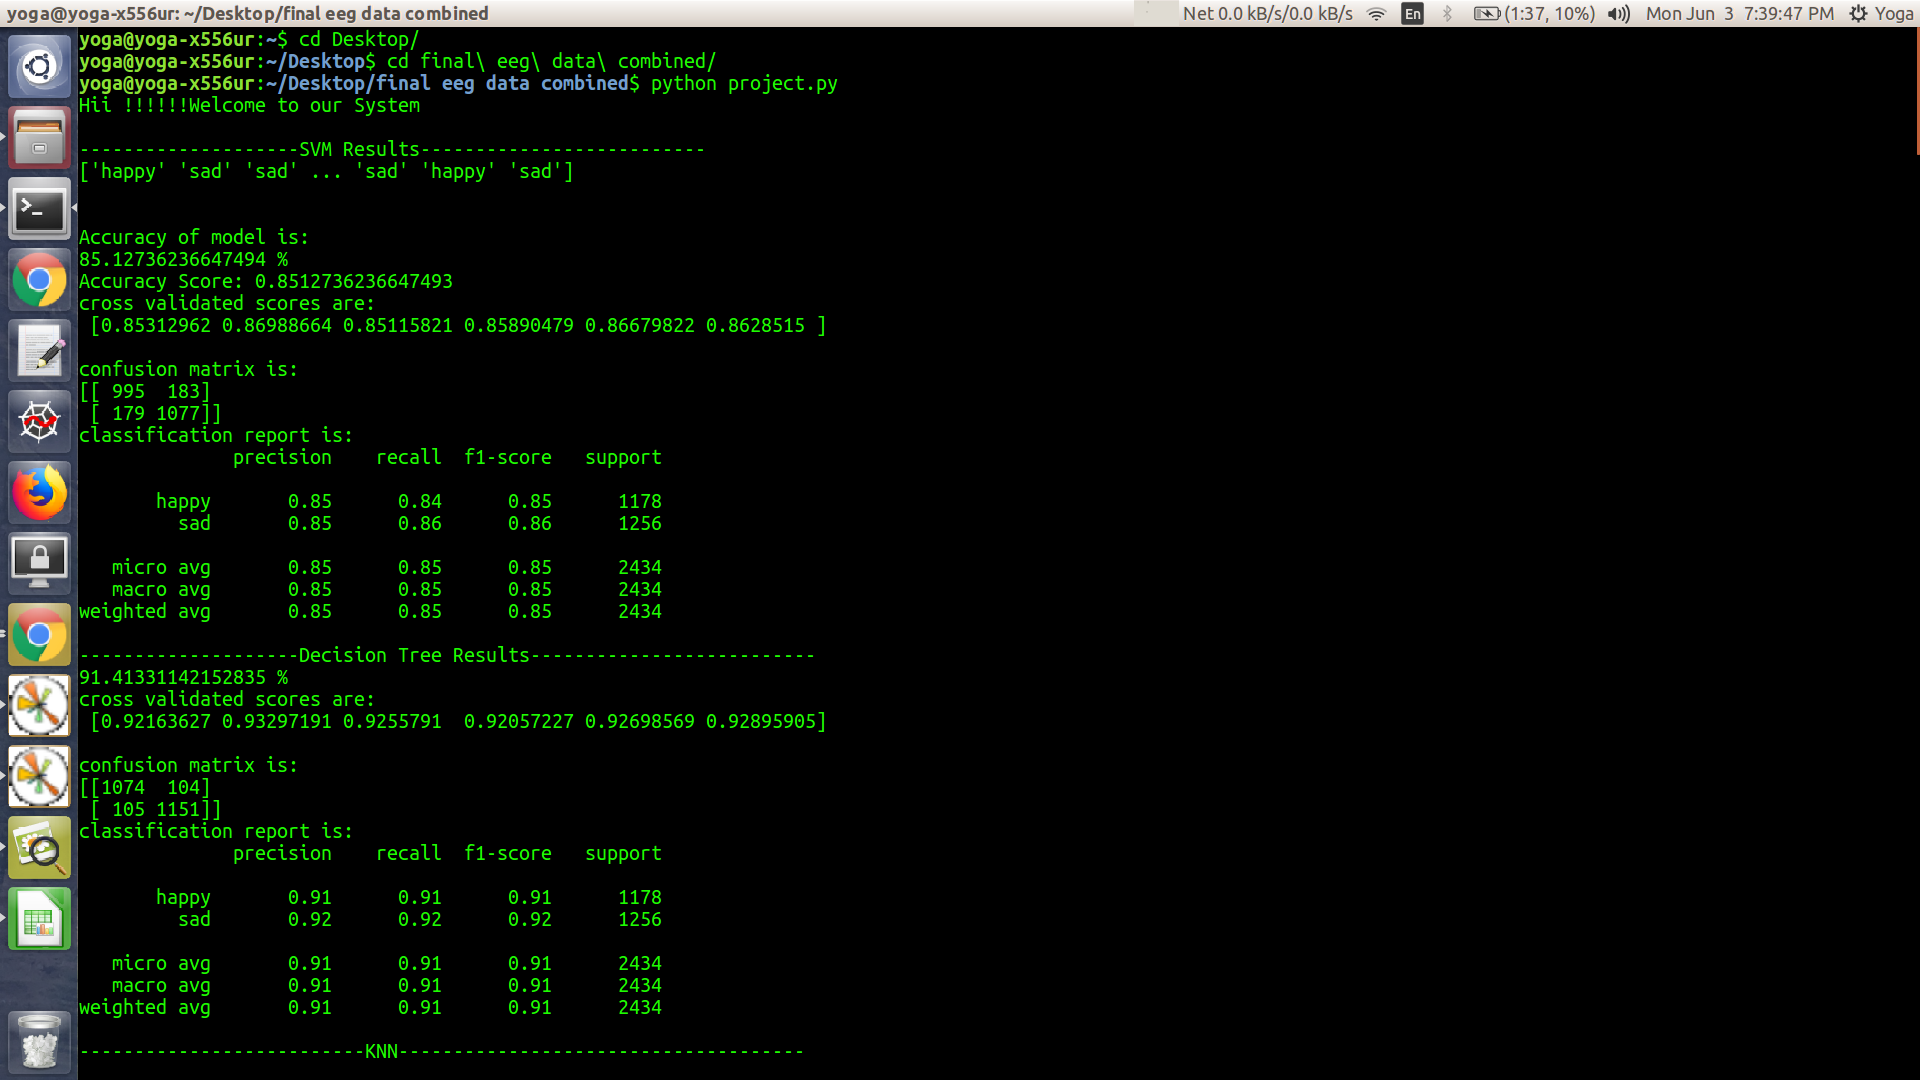 yoga@yoga-x556ur: ~/Desktop/final eeg data combined
Net 0.0 kB/s/0.0 kB/s En (1:37, 10%) Mon Jun 3 7:39:47 PM Yoga
yoga@yoga-x556ur:~$ cd Desktop/
yoga@yoga-x556ur:~/Desktop$ cd final\ eeg\ data\ combined/
yoga@yoga-x556ur:~/Desktop/final eeg data combined$ python project.py
Hii !!!!!!Welcome to our System
--------------------SVM Results--------------------------
['happy' 'sad' 'sad' ... 'sad' 'happy' 'sad']
Accuracy of model is:
85.12736236647494 %
Accuracy Score: 0.8512736236647493
cross validated scores are:
[0.85312962 0.86988664 0.85115821 0.85890479 0.86679822 0.8628515 ]
confusion matrix is:
[[ 995  183]
[ 179 1077]]
classification report is:
precision recall f1-score support
happy 0.85 0.84 0.85 1178
sad 0.85 0.86 0.86 1256
micro avg 0.85 0.85 0.85 2434
macro avg 0.85 0.85 0.85 2434
weighted avg 0.85 0.85 0.85 2434
--------------------Decision Tree Results--------------------------
91.41331142152835 %
cross validated scores are:
[0.92163627 0.93297191 0.9255791  0.92057227 0.92698569 0.92895905]
confusion matrix is:
[[1074  104]
[ 105 1151]]
classification report is:
precision recall f1-score support
happy 0.91 0.91 0.91 1178
sad 0.92 0.92 0.92 1256
micro avg 0.91 0.91 0.91 2434
macro avg 0.91 0.91 0.91 2434
weighted avg 0.91 0.91 0.91 2434
--------------------------KNN-------------------------------------